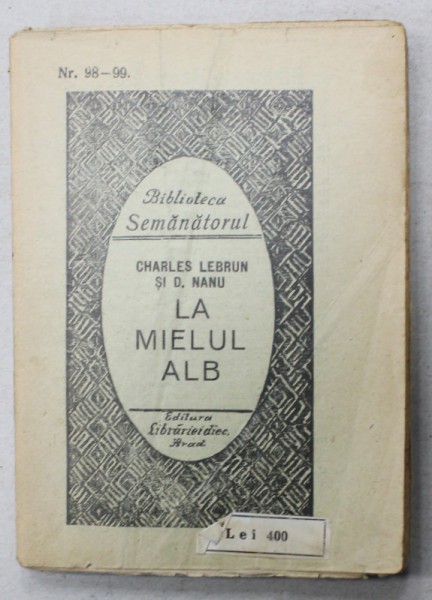 Nr. 98-99.
Biblioteca
Semănătorul
CHARLES LEBRUN
ȘI D. NANU
LA
MIELUL
ALB
Editura
Librăriei diec.
Arad
Lei 400